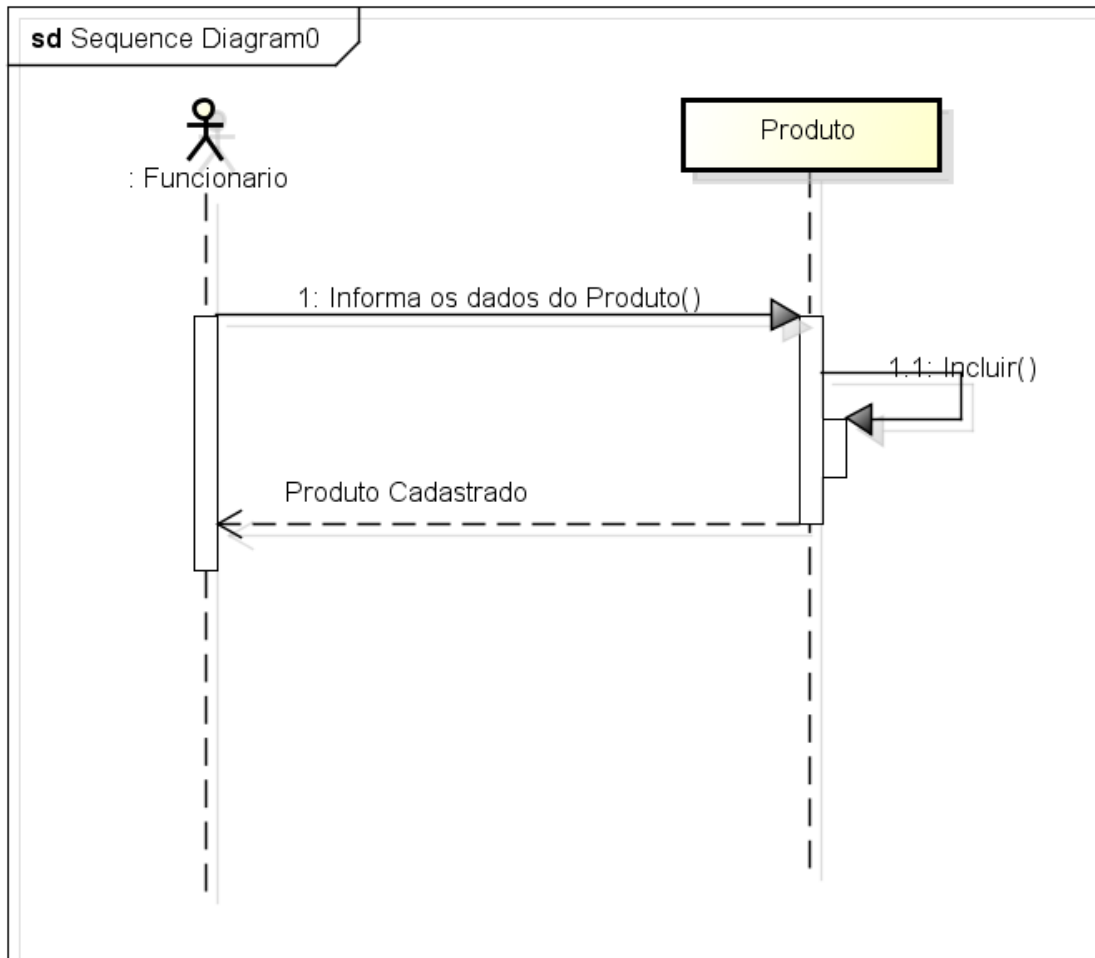 sd Sequence Diagram0
: Funcionario
Produto
1: Informa os dados do Produto()
1.1: Incluir()
Produto Cadastrado